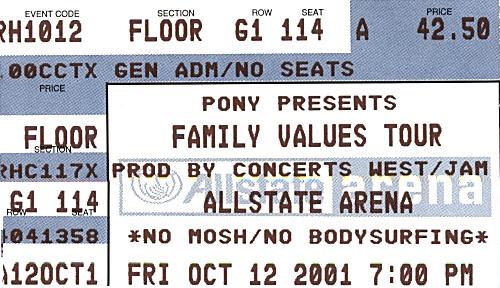 EVENT CODE SECTION ROW SEAT PRICE
RH1012 FLOOR G1 114 A 42.50
.00CCTX GEN ADM/NO SEATS
PRICE
PONY PRESENTS
FLOOR FAMILY VALUES TOUR
SECTION
RHC117X PROD BY CONCERTS WEST/JAM
Allstate arena
G1 114 ALLSTATE ARENA
ROW SEAT
041358 *NO MOSH/NO BODYSURFING*
A12OCT1 FRI OCT 12 2001 7:00 PM